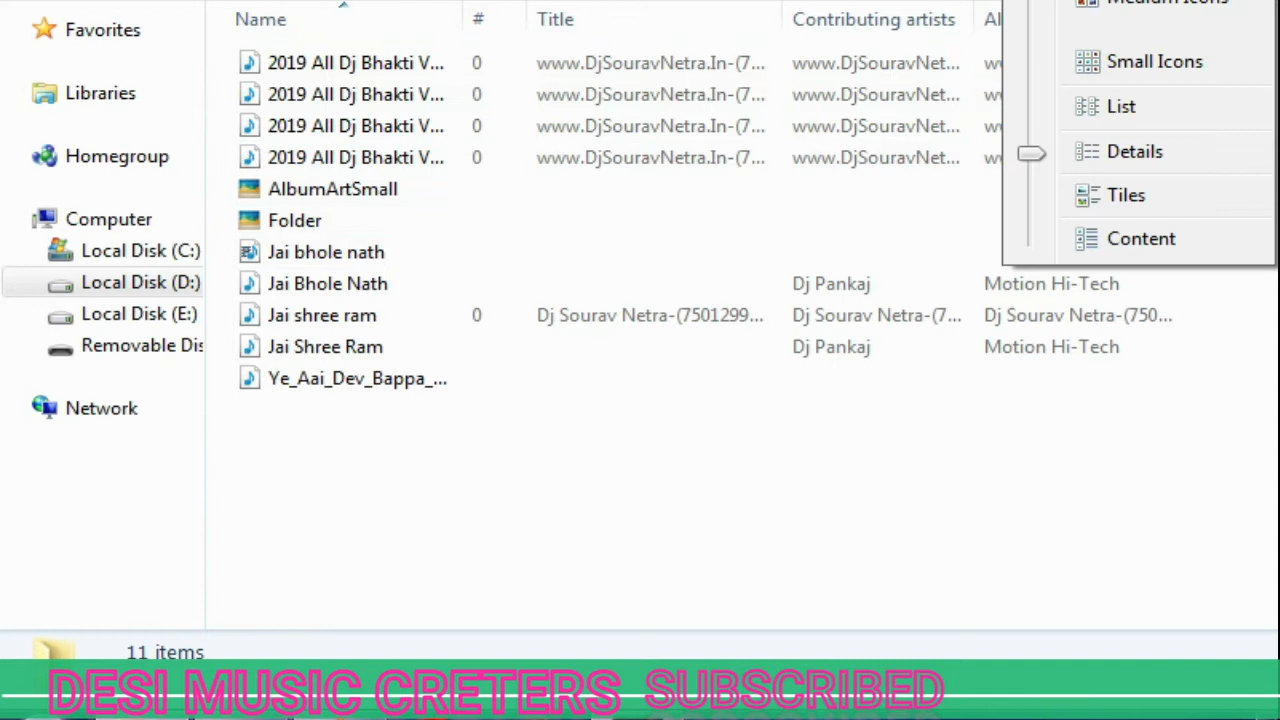 Favorites
Libraries
Homegroup
Computer
Local Disk (C:)
Local Disk (D:)
Local Disk (E:)
Removable Dis
Network
Name # Title Contributing artists Al
2019 All Dj Bhakti V... 0 www.DjSouravNetra.In-(7... www.DjSouravNet... w
2019 All Dj Bhakti V... 0 www.DjSouravNetra.In-(7... www.DjSouravNet... w
2019 All Dj Bhakti V... 0 www.DjSouravNetra.In-(7... www.DjSouravNet... w
2019 All Dj Bhakti V... 0 www.DjSouravNetra.In-(7... www.DjSouravNet... w
AlbumArtSmall
Folder
Jai bhole nath
Jai Bhole Nath Dj Pankaj Motion Hi-Tech
Jai shree ram 0 Dj Sourav Netra-(7501299... Dj Sourav Netra-(7... Dj Sourav Netra-(750...
Jai Shree Ram Dj Pankaj Motion Hi-Tech
Ye_Aai_Dev_Bappa_...
Medium Icons
Small Icons
List
Details
Tiles
Content
11 items
DESI MUSIC CRETERS SUBSCRIBED